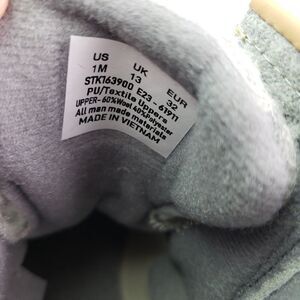 US UK EUR
1M 13 32
STK163900 E23 - 61911
PU/Textile Uppers
UPPER- 60%Wool 40%Polyester
All man made materials
MADE IN VIETNAM